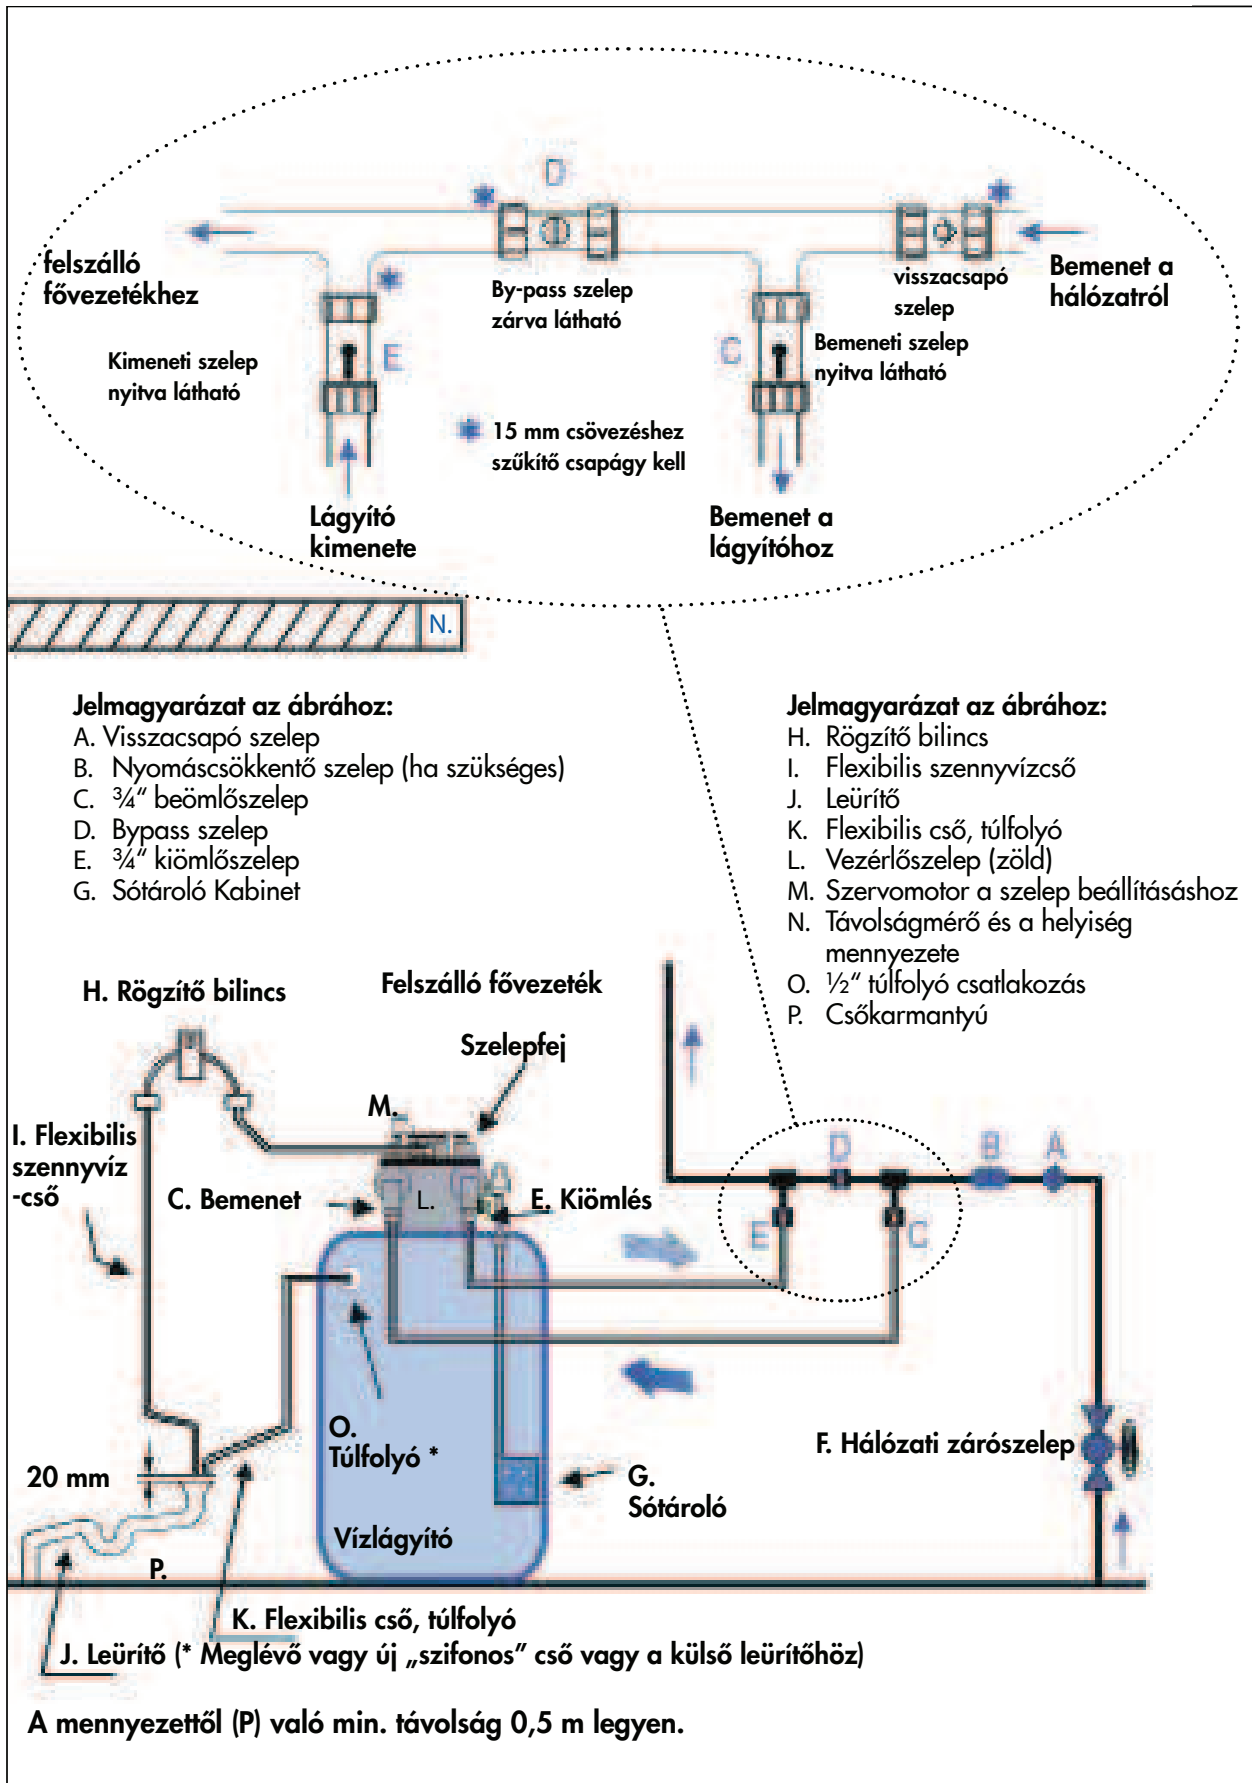 D
felszálló
fővezetékhez
By-pass szelep
zárva látható
visszacsapó
szelep
Bemenet a
hálózatról
Kimeneti szelep
nyitva látható
E
C
Bemeneti szelep
nyitva látható
* 15 mm csövezéshez
szűkítő csapágy kell
Lágyító
kimenete
Bemenet a
lágyítóhoz
N.
Jelmagyarázat az ábrához:
A. Visszacsapó szelep
B. Nyomáscsökkentő szelep (ha szükséges)
C. ¾“ beömlőszelep
D. Bypass szelep
E. ¾“ kiömlőszelep
G. Sótároló Kabinet
Jelmagyarázat az ábrához:
H. Rögzítő bilincs
I. Flexibilis szennyvízcső
J. Leürítő
K. Flexibilis cső, túlfolyó
L. Vezérlőszelep (zöld)
M. Szervomotor a szelep beállításáshoz
N. Távolságmérő és a helyiség
mennyezete
O. ½“ túlfolyó csatlakozás
P. Csőkarmantyú
H. Rögzítő bilincs
Felszálló fővezeték
Szelepfej
M.
I. Flexibilis
szennyvíz
-cső
C. Bemenet
L.
E. Kiömlés
D
B
A
E
C
O.
Túlfolyó *
F. Hálózati zárószelep
20 mm
G.
Sótároló
Vízlágyító
P.
K. Flexibilis cső, túlfolyó
J. Leürítő (* Meglévő vagy új „szifonos” cső vagy a külső leürítőhöz)
A mennyezettől (P) való min. távolság 0,5 m legyen.